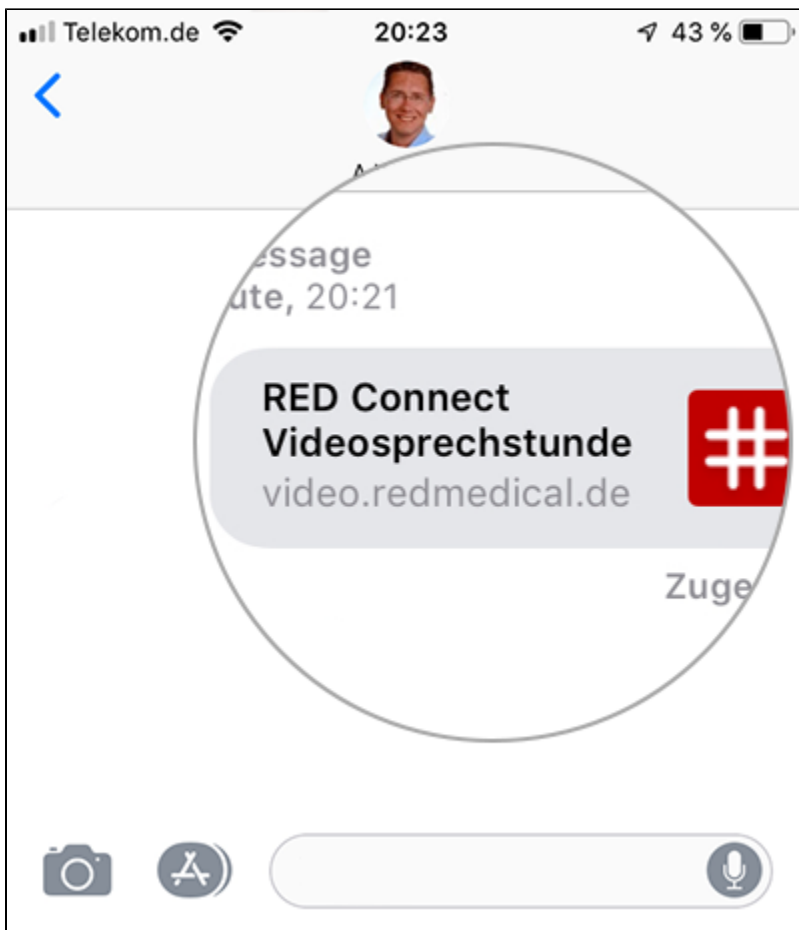 Telekom.de 20:23 43 %
essage
ute, 20:21
RED Connect
Videosprechstunde
video.redmedical.de
Zuge